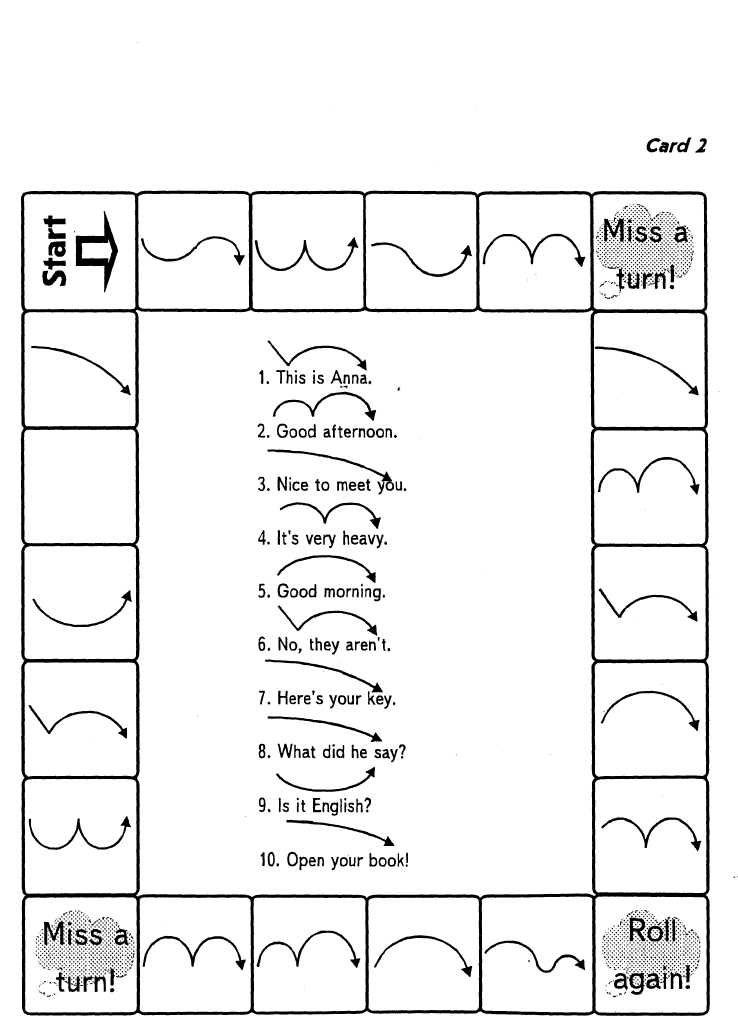 Card 2
Start
Miss a
turn!
1. This is Anna.
2. Good afternoon.
3. Nice to meet you.
4. It's very heavy.
5. Good morning.
6. No, they aren't.
7. Here's your key.
8. What did he say?
9. Is it English?
10. Open your book!
Miss a
turn!
Roll
again!